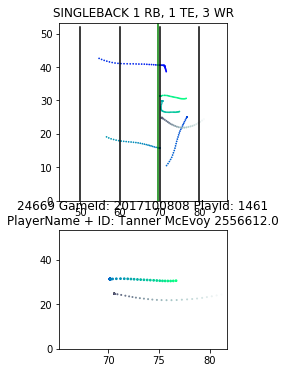 SINGLEBACK 1 RB, 1 TE, 3 WR
50
40
30
20
10
0
50 60 70 80
24669 GameId: 2017100808 PlayId: 1461
PlayerName + ID: Tanner McEvoy 2556612.0
40
20
0
70 75 80